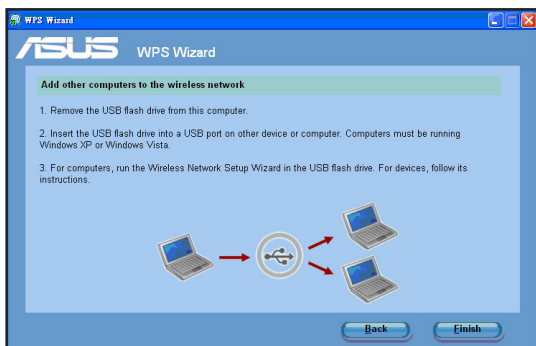 WPS Wizard
ASUS WPS Wizard
Add other computers to the wireless network
1. Remove the USB flash drive from this computer.
2. Insert the USB flash drive into a USB port on other device or computer. Computers must be running
Windows XP or Windows Vista.
3. For computers, run the Wireless Network Setup Wizard in the USB flash drive. For devices, follow its
instructions.
Back Finish